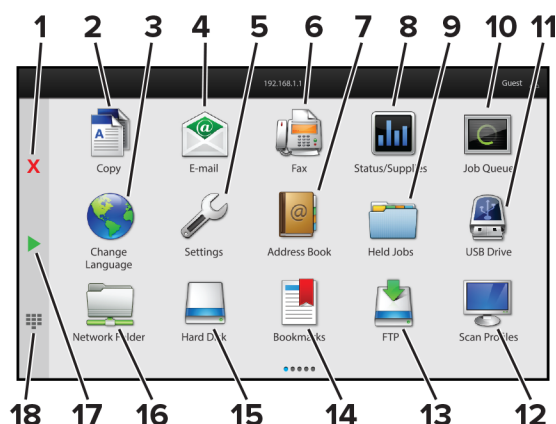 1 2 3 4 5 6 7 8 9 10 11
192.168.1.1
Guest
X
Copy E-mail Fax Status/Supplies Job Queue
Change Language Settings Address Book Held Jobs USB Drive
Network Folder Hard Disk Bookmarks FTP Scan Profiles
18 17 16 15 14 13 12